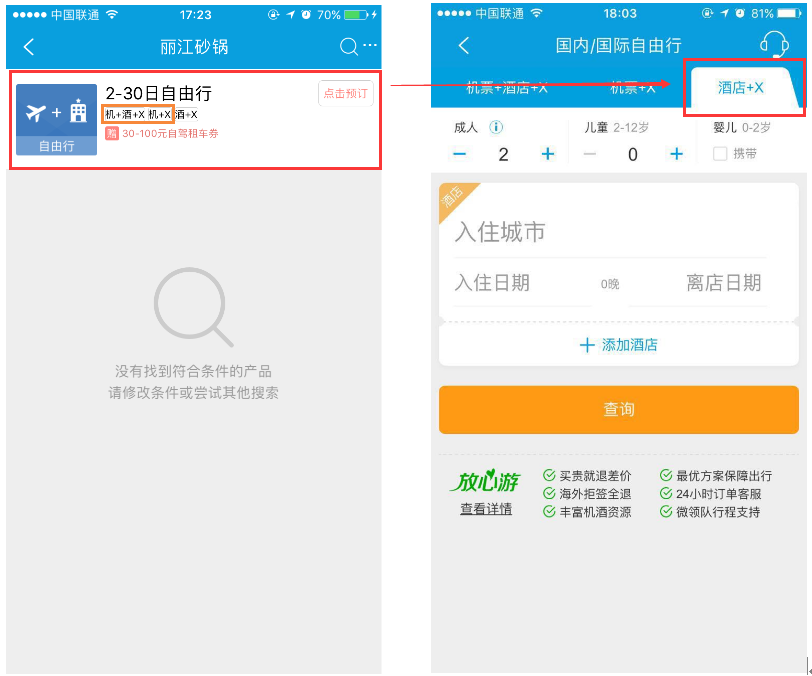 中国联通
17:23
70%
丽江砂锅
2-30日自由行
点击预订
机+酒+X 机+X 酒+X
赠 30-100元自驾租车券
自由行
没有找到符合条件的产品
请修改条件或尝试其他搜索
中国联通
18:03
81%
国内/国际自由行
机票+酒店+X
机票+X
酒店+X
成人
儿童 2-12岁
婴儿 0-2岁
2
0
携带
酒店
入住城市
入住日期
0晚
离店日期
添加酒店
查询
放心游
查看详情
买贵就退差价
最优方案保障出行
海外拒签全退
24小时订单客服
丰富机酒资源
微领队行程支持